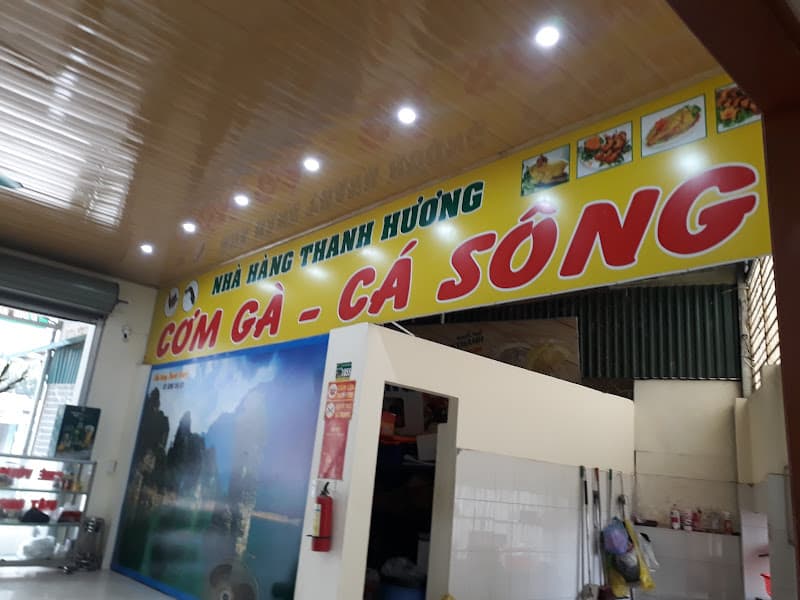 NHÀ HÀNG THANH HƯƠNG
CƠM GÀ - CÁ SÔNG